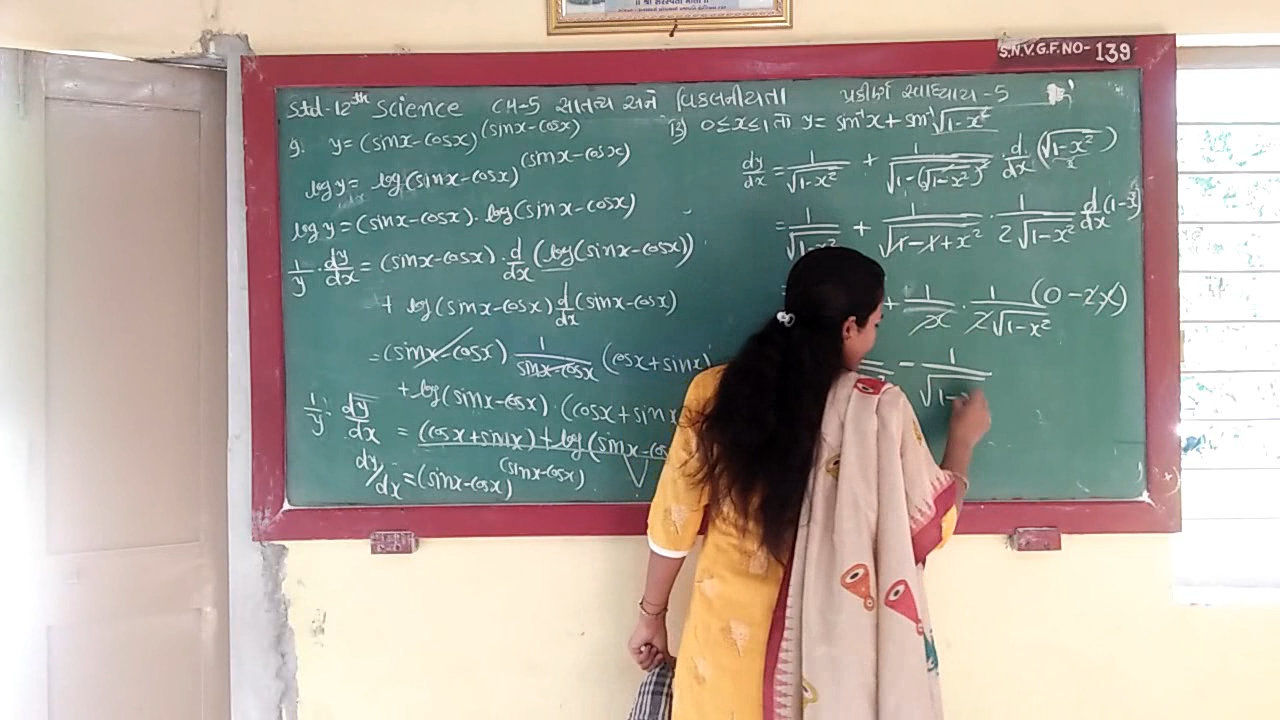 ॥ શ્રી સરસ્વતી માતા ॥
S.N.V.G.F.NO- 139
Std-12th Science CH-5 સાતત્ય અને વિકલનીયતા પ્રકીર્ણ સ્વાધ્યાય-5
9. y=(sinx-cosx)^(sinx-cosx)
log y = log(sinx-cosx)^(sinx-cosx)
log y = (sinx-cosx) · log(sinx-cosx)
1/y · dy/dx = (sinx-cosx) · d/dx (log(sinx-cosx))
+ log(sinx-cosx) d/dx (sinx-cosx)
= (sinx-cosx) 1/(sinx-cosx) (cosx+sinx)
+ log(sinx-cosx) · (cosx+sinx
1/y · dy/dx = (cosx+sinx) + log(sinx-cos
dy/dx = (sinx-cosx)^(sinx-cosx)
13) 0≤x≤1 તો y = sin⁻¹x + sin⁻¹√(1-x²)
dy/dx = 1/√(1-x²) + 1/√(1-(√(1-x²))²) d/dx (√(1-x²))
= 1/√(1-x²) + 1/√(1-1+x²) · 1/(2√(1-x²)) d/dx (1-x²)
+ 1/x · 1/(2√(1-x²)) (0-2x)
- 1/√(1-